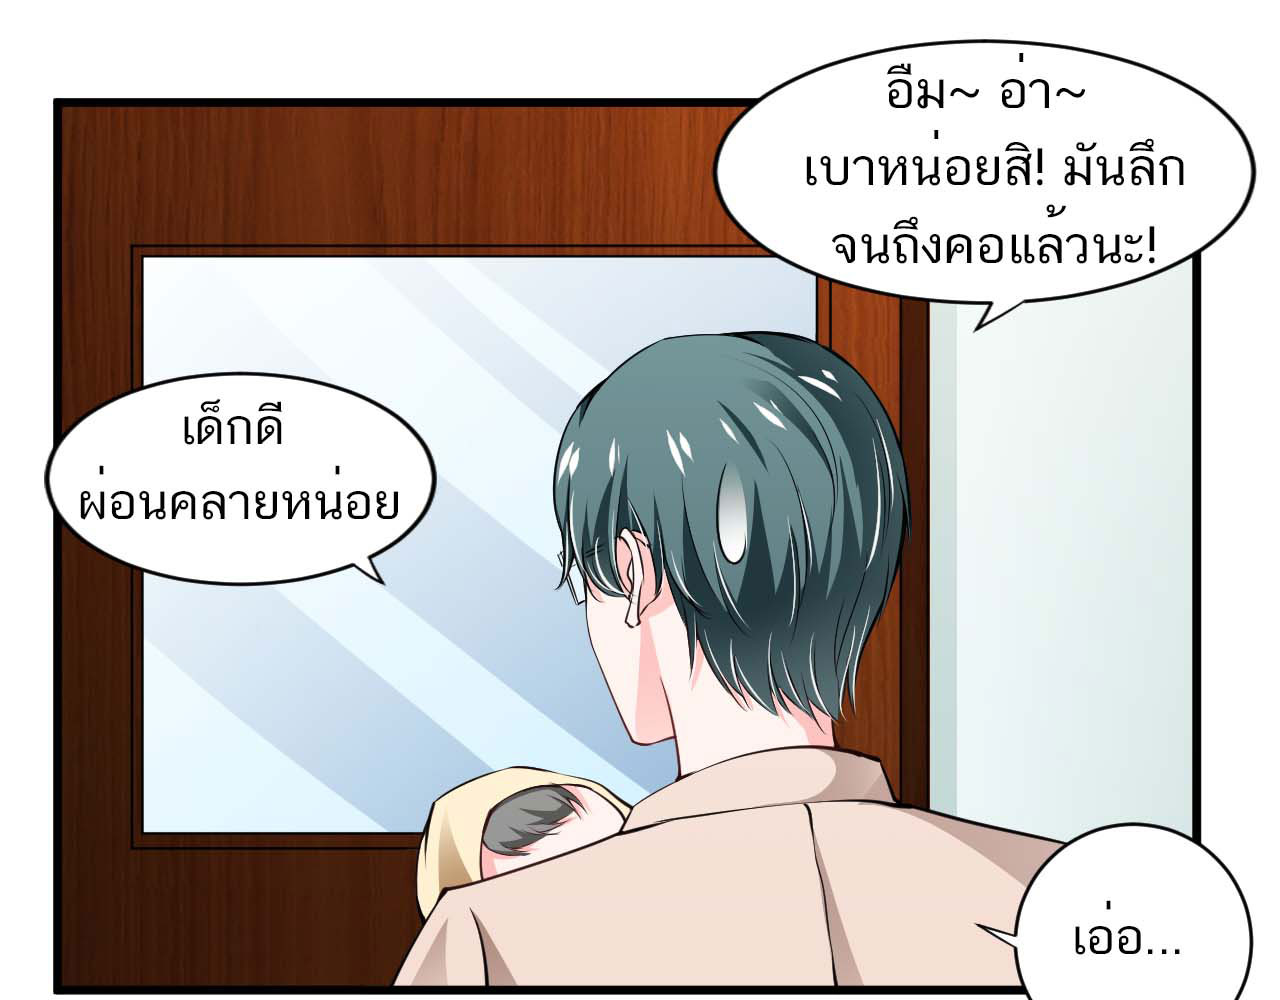 อืม~ อ่า~
เบาหน่อยสิ! มันลึก
จนถึงคอแล้วนะ!
เด็กดี
ผ่อนคลายหน่อย
เอ่อ...